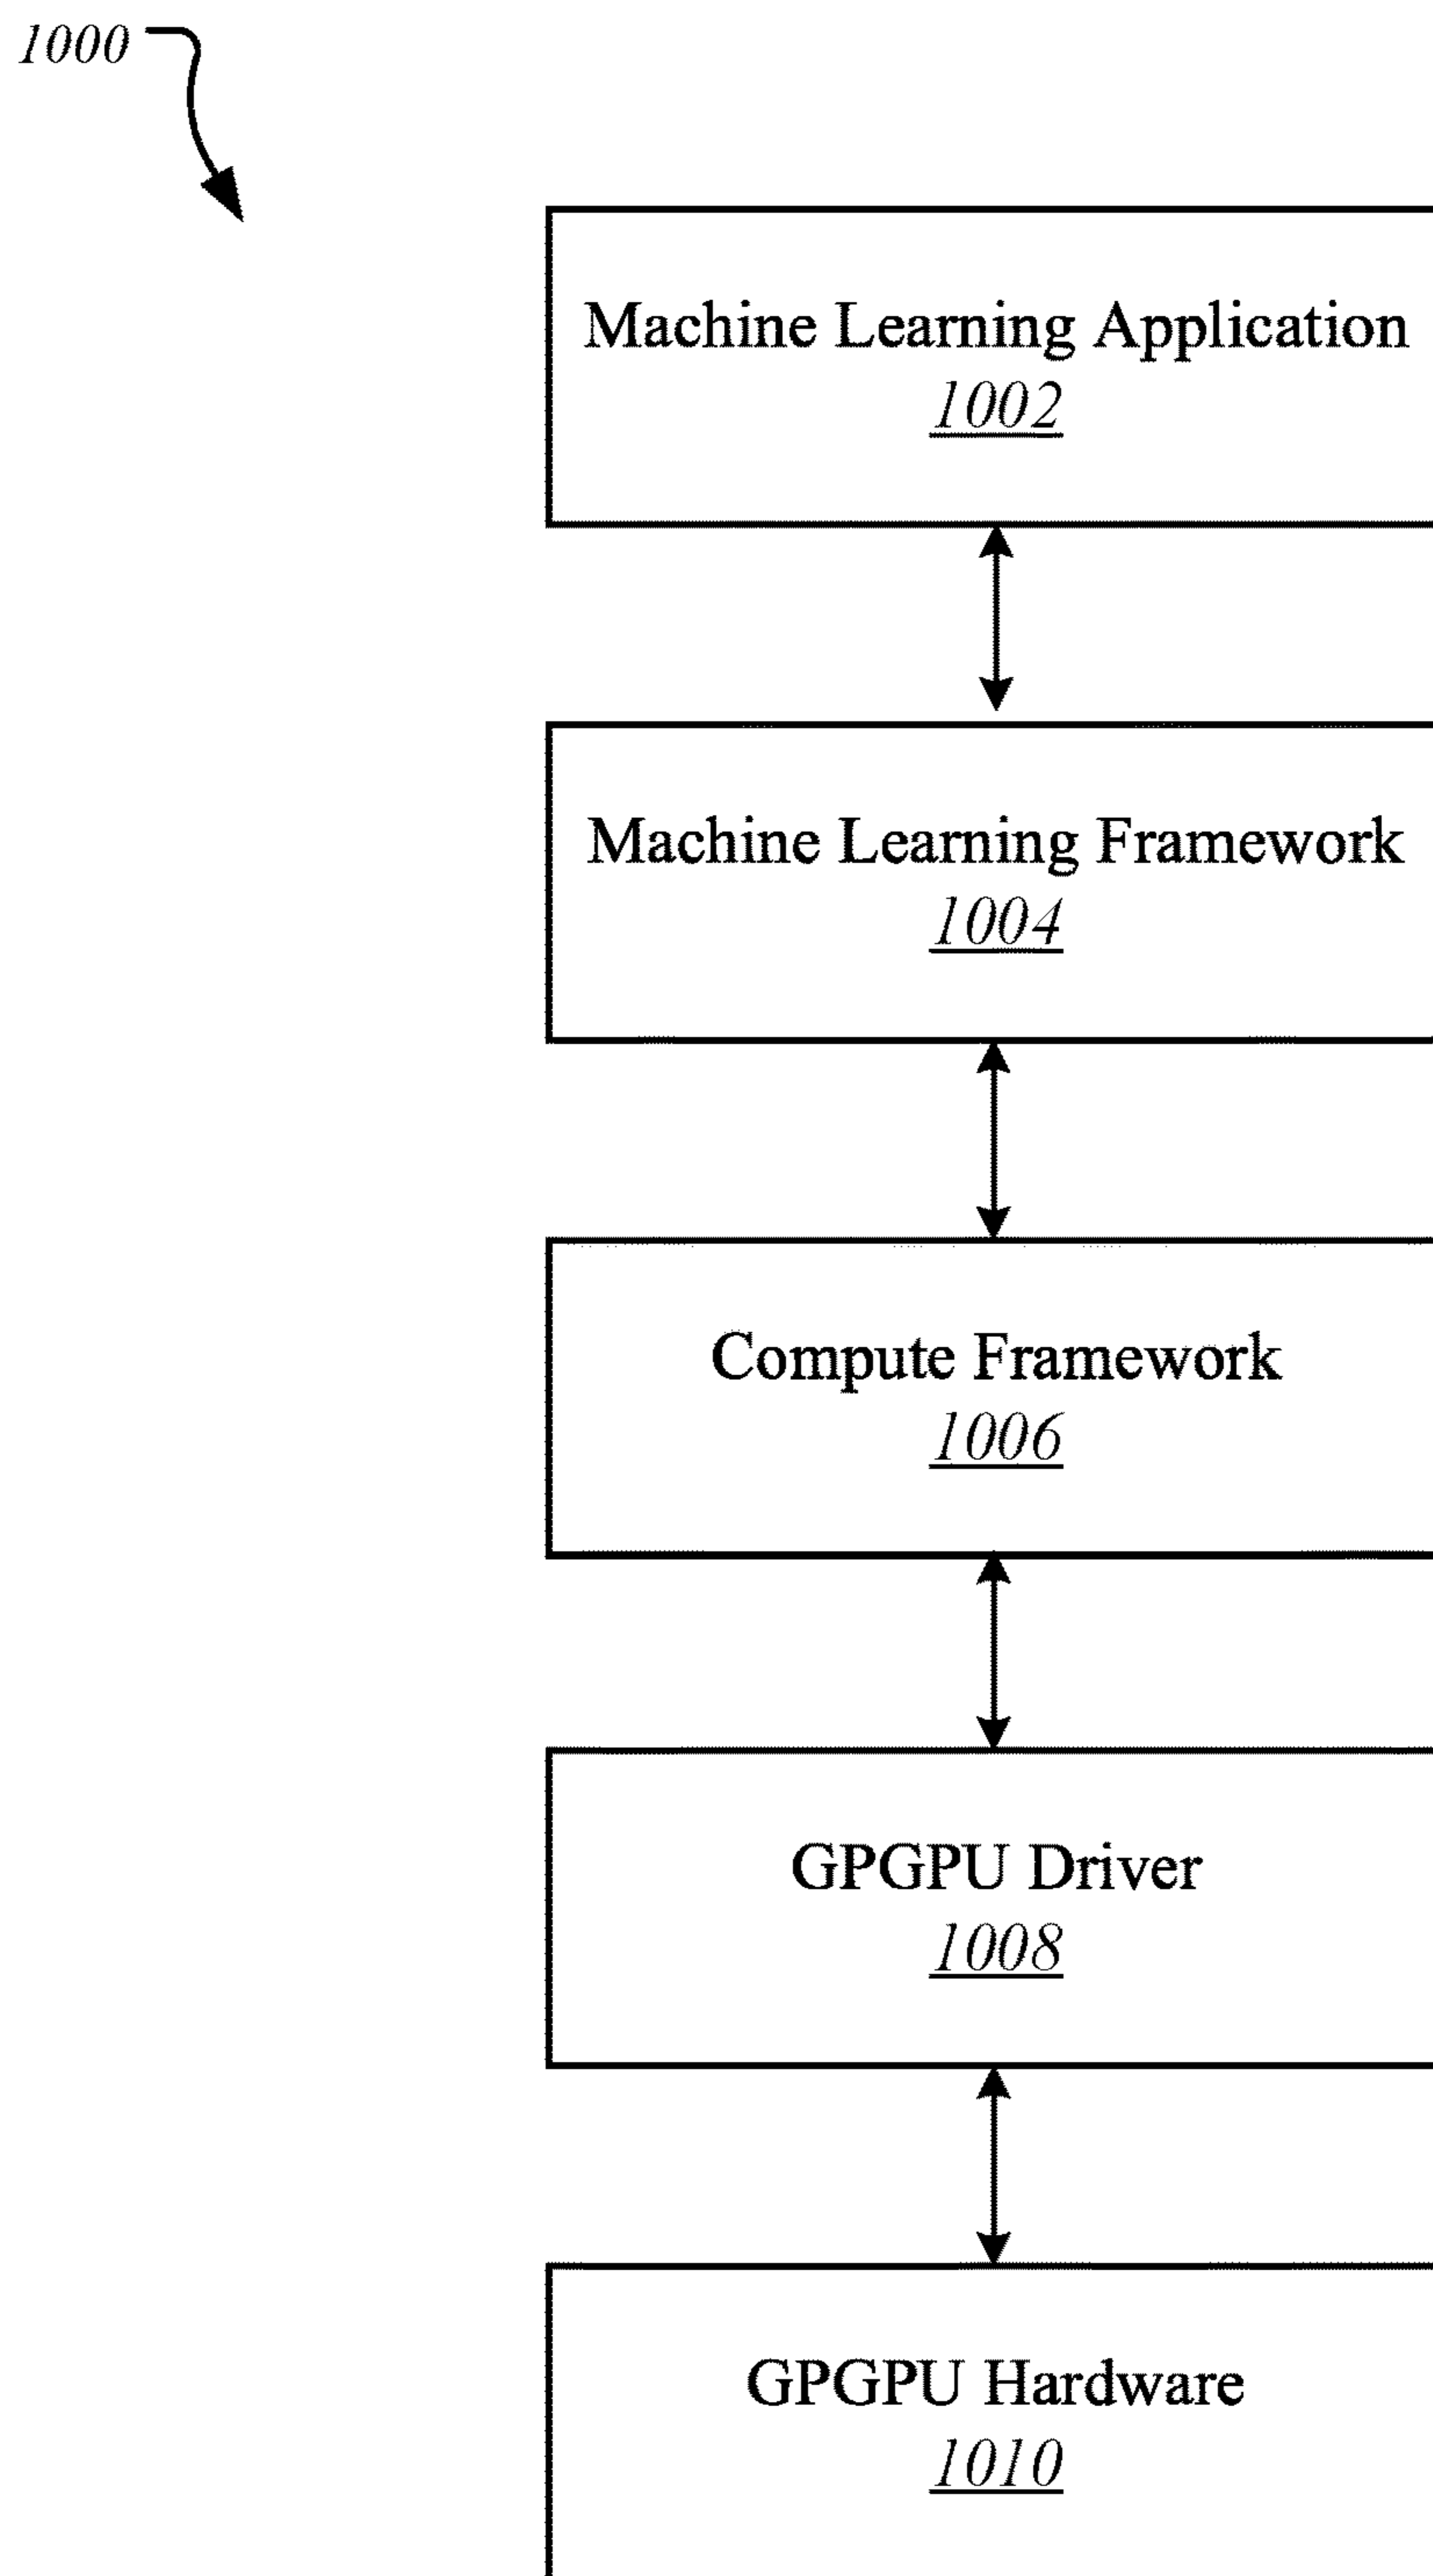 1000
Machine Learning Application
1002
Machine Learning Framework
1004
Compute Framework
1006
GPGPU Driver
1008
GPGPU Hardware
1010